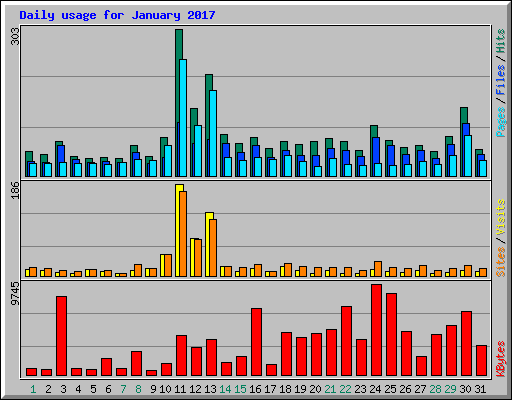 Daily usage for January 2017
303
Pages / Files / Hits
186
Sites / Visits
9745
KBytes
1 2 3 4 5 6 7 8 9 10 11 12 13 14 15 16 17 18 19 20 21 22 23 24 25 26 27 28 29 30 31